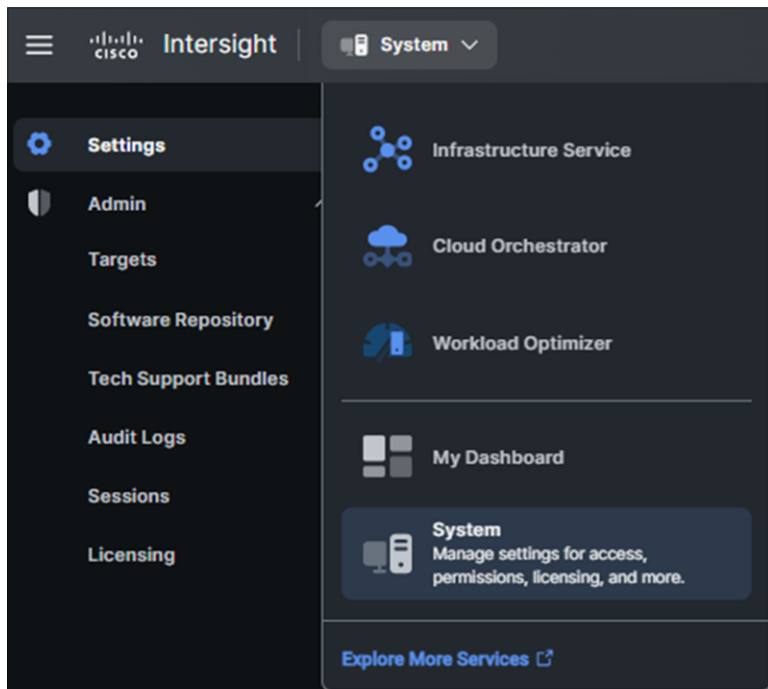 CISCO Intersight System
Settings
Admin
Targets
Software Repository
Tech Support Bundles
Audit Logs
Sessions
Licensing
Infrastructure Service
Cloud Orchestrator
Workload Optimizer
My Dashboard
System
Manage settings for access,
permissions, licensing, and more.
Explore More Services